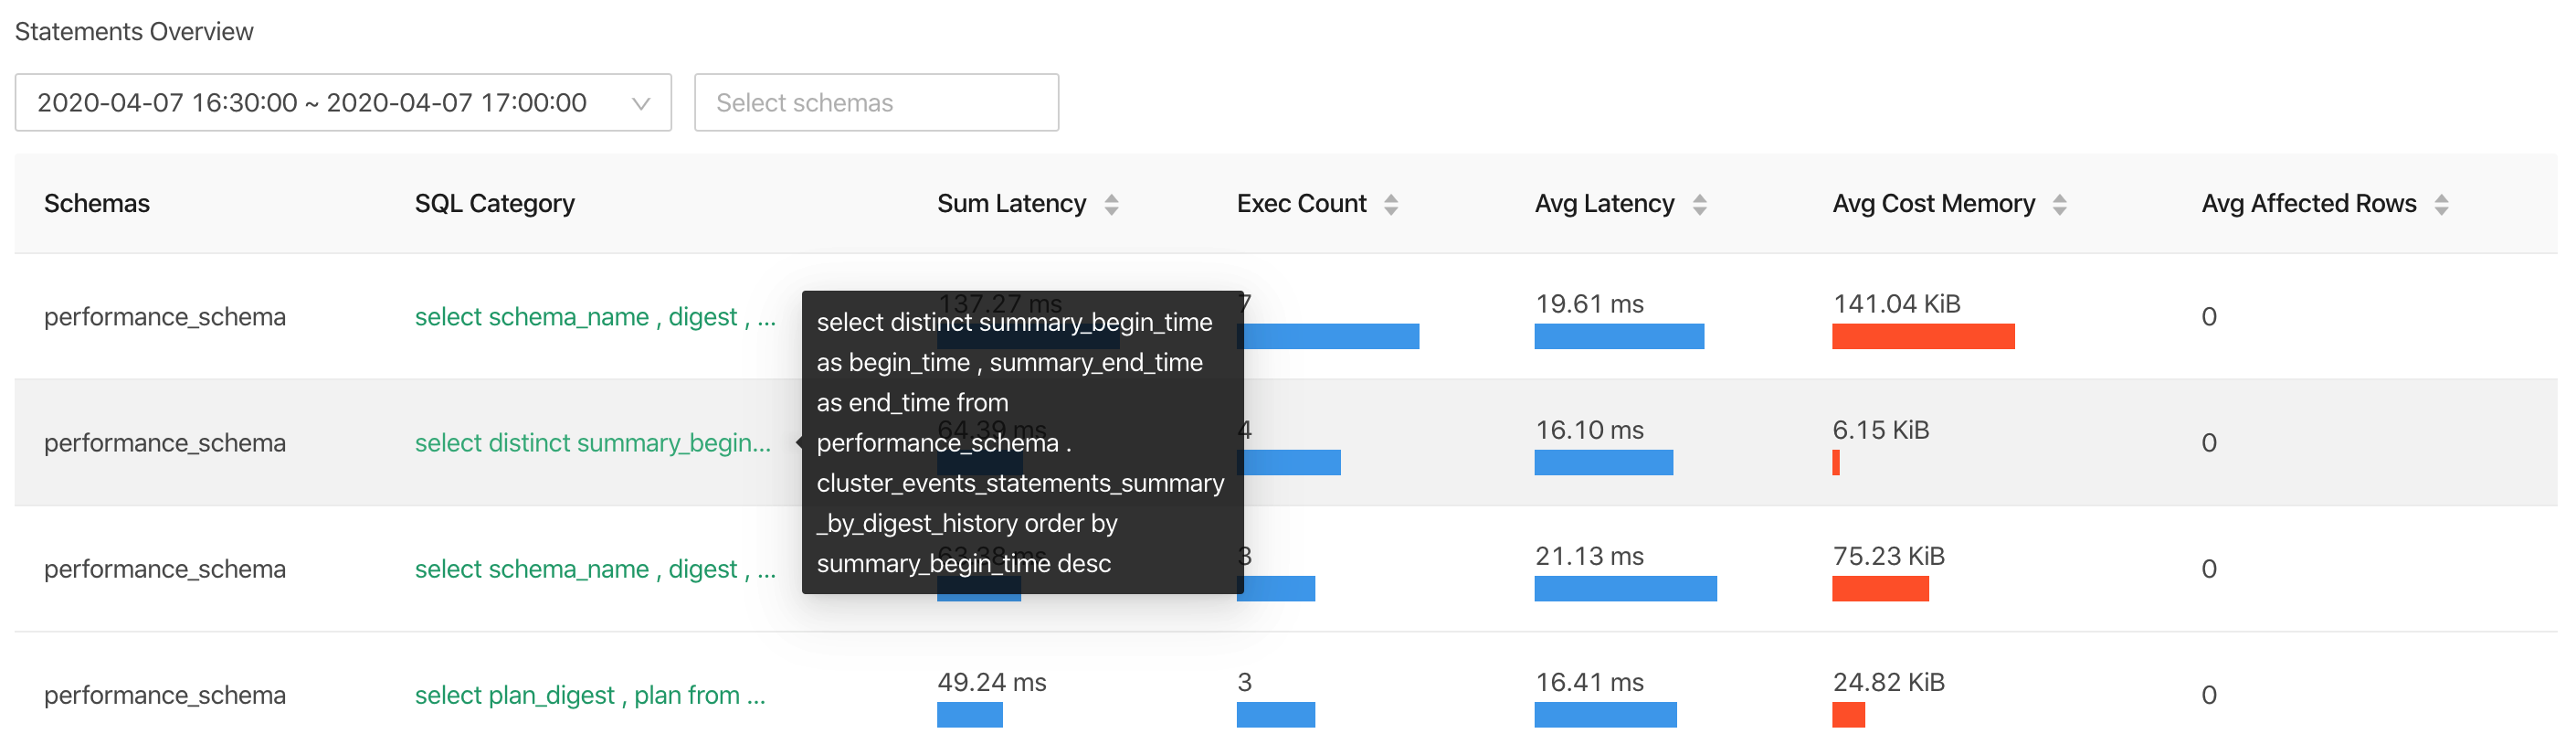 Statements Overview
2020-04-07 16:30:00 ~ 2020-04-07 17:00:00 Select schemas
Schemas SQL Category Sum Latency Exec Count Avg Latency Avg Cost Memory Avg Affected Rows
performance_schema select schema_name , digest , ... 137.27 ms 7 19.61 ms 141.04 KiB 0
performance_schema select distinct summary_begin... 64.39 ms 4 16.10 ms 6.15 KiB 0
performance_schema select schema_name , digest , ... 63.38 ms 3 21.13 ms 75.23 KiB 0
performance_schema select plan_digest , plan from ... 49.24 ms 3 16.41 ms 24.82 KiB 0
select distinct summary_begin_time
as begin_time , summary_end_time
as end_time from
performance_schema .
cluster_events_statements_summary
_by_digest_history order by
summary_begin_time desc